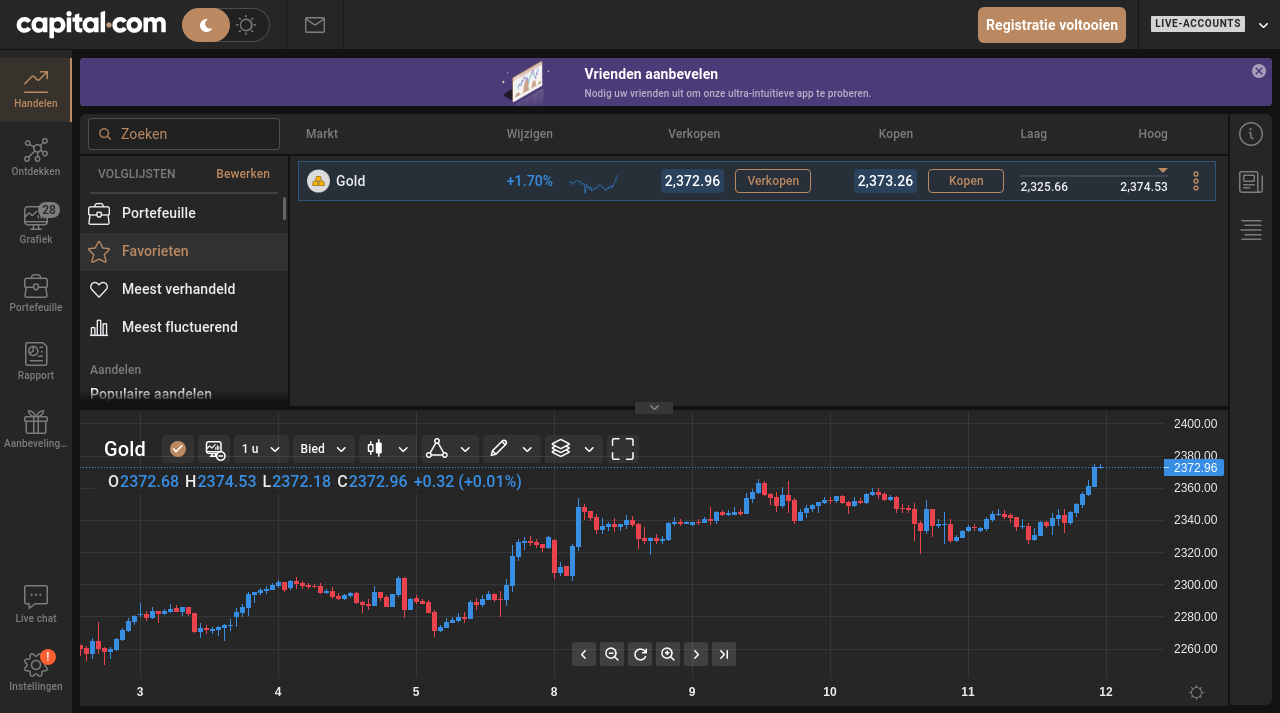 capital.com
Registratie voltooien
LIVE-ACCOUNTS
Vrienden aanbevelen
Nodig uw vrienden uit om onze ultra-intuïtieve app te proberen.
Handelen
Ontdekken
28
Grafiek
Portefeuille
Rapport
Aanbeveling...
Live chat
!
Instellingen
Zoeken
Markt
Wijzigen
Verkopen
Kopen
Laag
Hoog
VOLGLIJSTEN
Bewerken
Portefeuille
Favorieten
Meest verhandeld
Meest fluctuerend
Aandelen
Populaire aandelen
Gold
+1.70%
2,372.96
Verkopen
2,373.26
Kopen
2,325.66
2,374.53
Gold
1 u
Bied
O2372.68 H2374.53 L2372.18 C2372.96 +0.32 (+0.01%)
2400.00
2380.00
2372.96
2360.00
2340.00
2320.00
2300.00
2280.00
2260.00
3
4
5
8
9
10
11
12